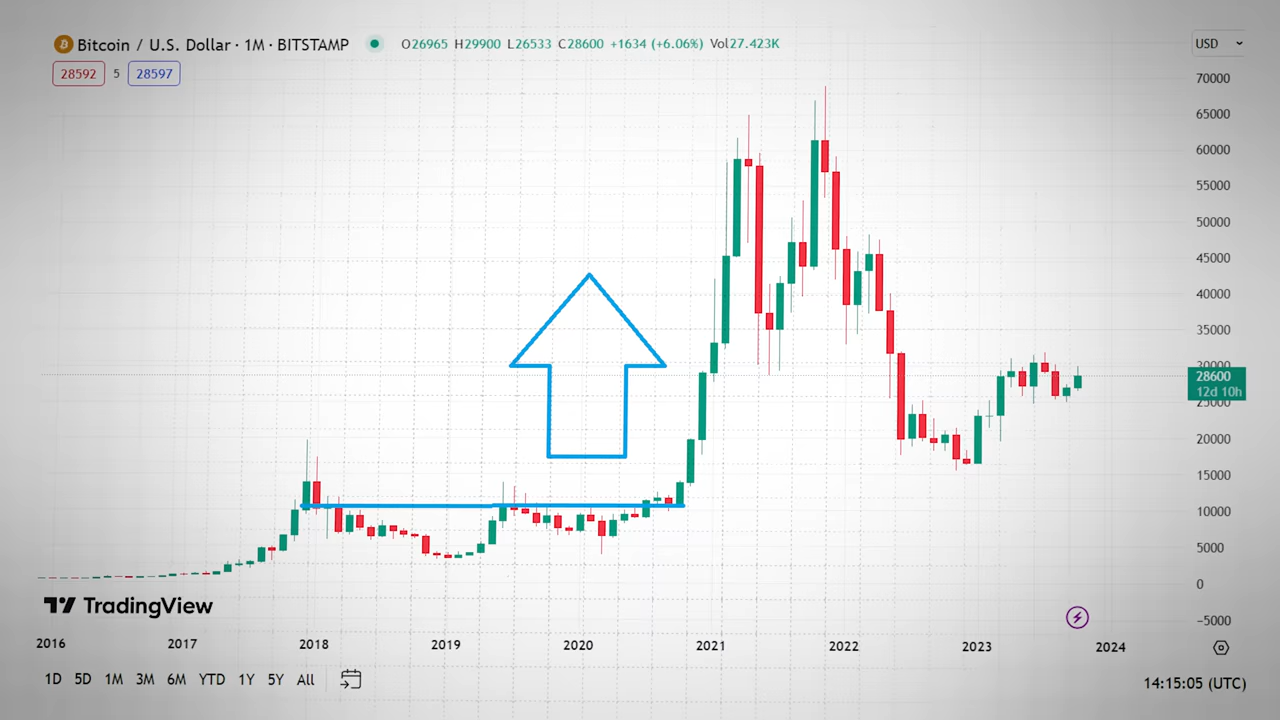 Bitcoin / U.S. Dollar · 1M · BITSTAMP O26965 H29900 L26533 C28600 +1634 (+6.06%) Vol27.423K
USD
28592 5 28597
70000
65000
60000
55000
50000
45000
40000
35000
30000
28600
12d 10h
25000
20000
15000
10000
5000
0
−5000
TradingView
2016 2017 2018 2019 2020 2021 2022 2023 2024
1D 5D 1M 3M 6M YTD 1Y 5Y All
14:15:05 (UTC)